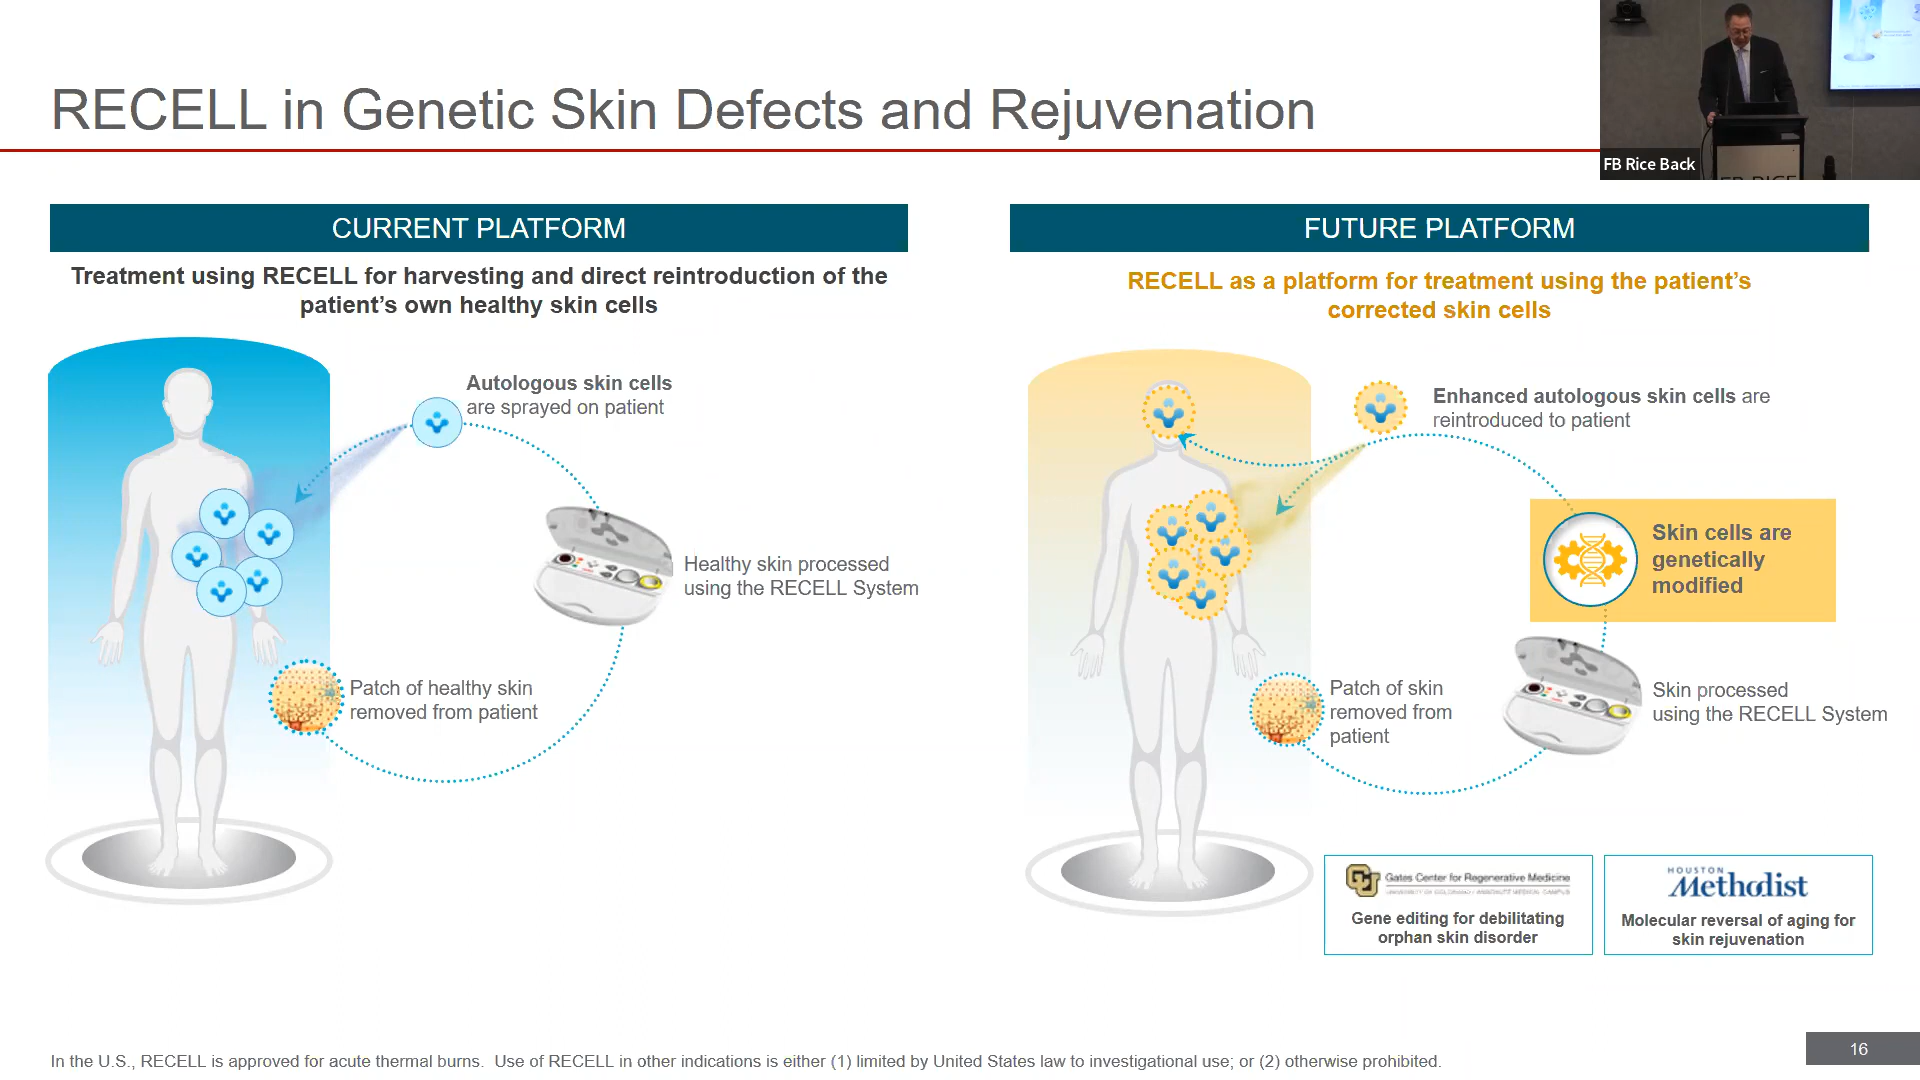 RECELL in Genetic Skin Defects and Rejuvenation
FB Rice Back
CURRENT PLATFORM
Treatment using RECELL for harvesting and direct reintroduction of the
patient’s own healthy skin cells
Autologous skin cells
are sprayed on patient
Healthy skin processed
using the RECELL System
Patch of healthy skin
removed from patient
FUTURE PLATFORM
RECELL as a platform for treatment using the patient’s
corrected skin cells
Enhanced autologous skin cells are
reintroduced to patient
Skin cells are
genetically
modified
Skin processed
using the RECELL System
Patch of skin
removed from
patient
Gates Center for Regenerative Medicine
UNIVERSITY OF COLORADO ANSCHUTZ MEDICAL CAMPUS
Gene editing for debilitating
orphan skin disorder
HOUSTON
Methodist
Molecular reversal of aging for
skin rejuvenation
In the U.S., RECELL is approved for acute thermal burns. Use of RECELL in other indications is either (1) limited by United States law to investigational use; or (2) otherwise prohibited.
16